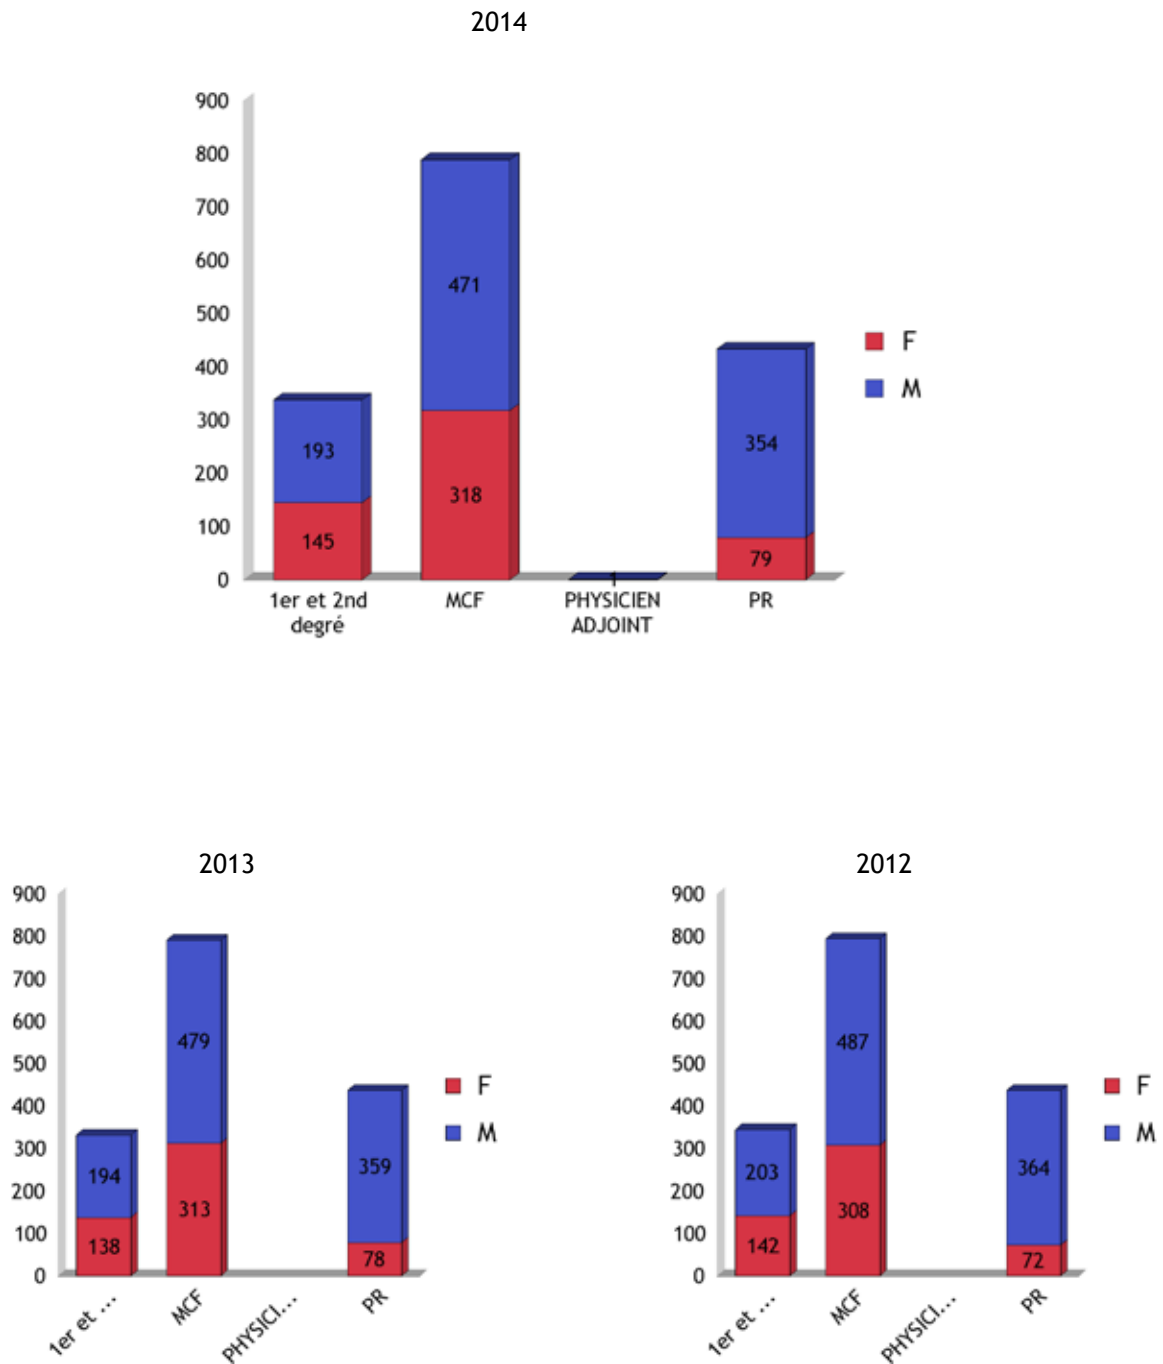 2014
900
800
700
600
500
400
300
200
100
0
471
193
318
145
354
79
1
1er et 2nd
degré
MCF
PHYSICIEN
ADJOINT
PR
F
M
2013
900
800
700
600
500
400
300
200
100
0
479
194
313
138
359
78
1er et ...
MCF
PHYSICI...
PR
F
M
2012
900
800
700
600
500
400
300
200
100
0
487
203
308
142
364
72
1er et ...
MCF
PHYSICI...
PR
F
M